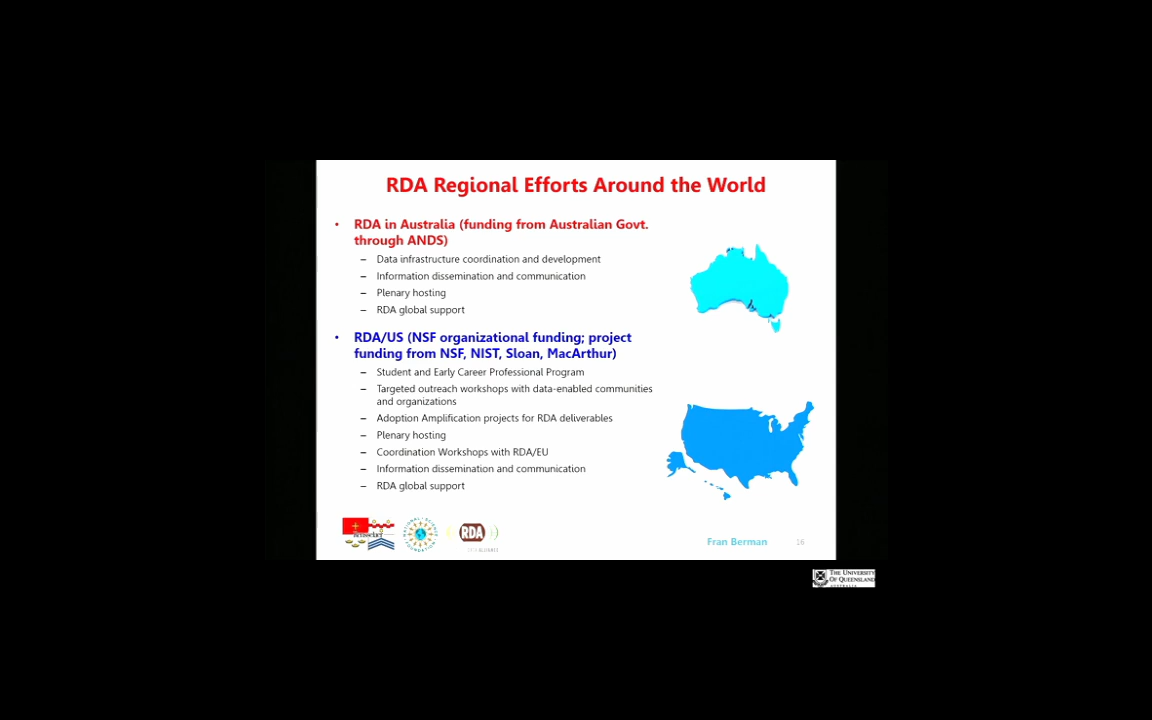 RDA Regional Efforts Around the World
• RDA in Australia (funding from Australian Govt.
through ANDS)
– Data infrastructure coordination and development
– Information dissemination and communication
– Plenary hosting
– RDA global support
• RDA/US (NSF organizational funding; project
funding from NSF, NIST, Sloan, MacArthur)
– Student and Early Career Professional Program
– Targeted outreach workshops with data-enabled communities
and organizations
– Adoption Amplification projects for RDA deliverables
– Plenary hosting
– Coordination Workshops with RDA/EU
– Information dissemination and communication
– RDA global support
RDA
Fran Berman
16
THE UNIVERSITY
OF QUEENSLAND
AUSTRALIA